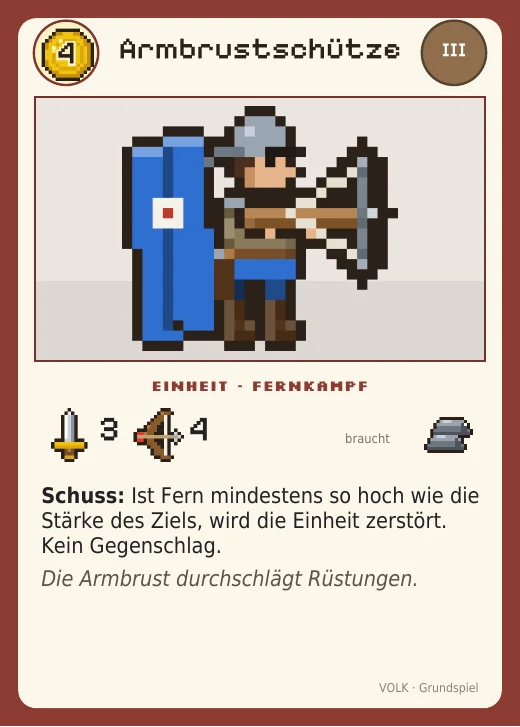 4 Armbrustschütze III
EINHEIT - FERNKAMPF
3 4 braucht
Schuss: Ist Fern mindestens so hoch wie die
Stärke des Ziels, wird die Einheit zerstört.
Kein Gegenschlag.
Die Armbrust durchschlägt Rüstungen.
VOLK · Grundspiel